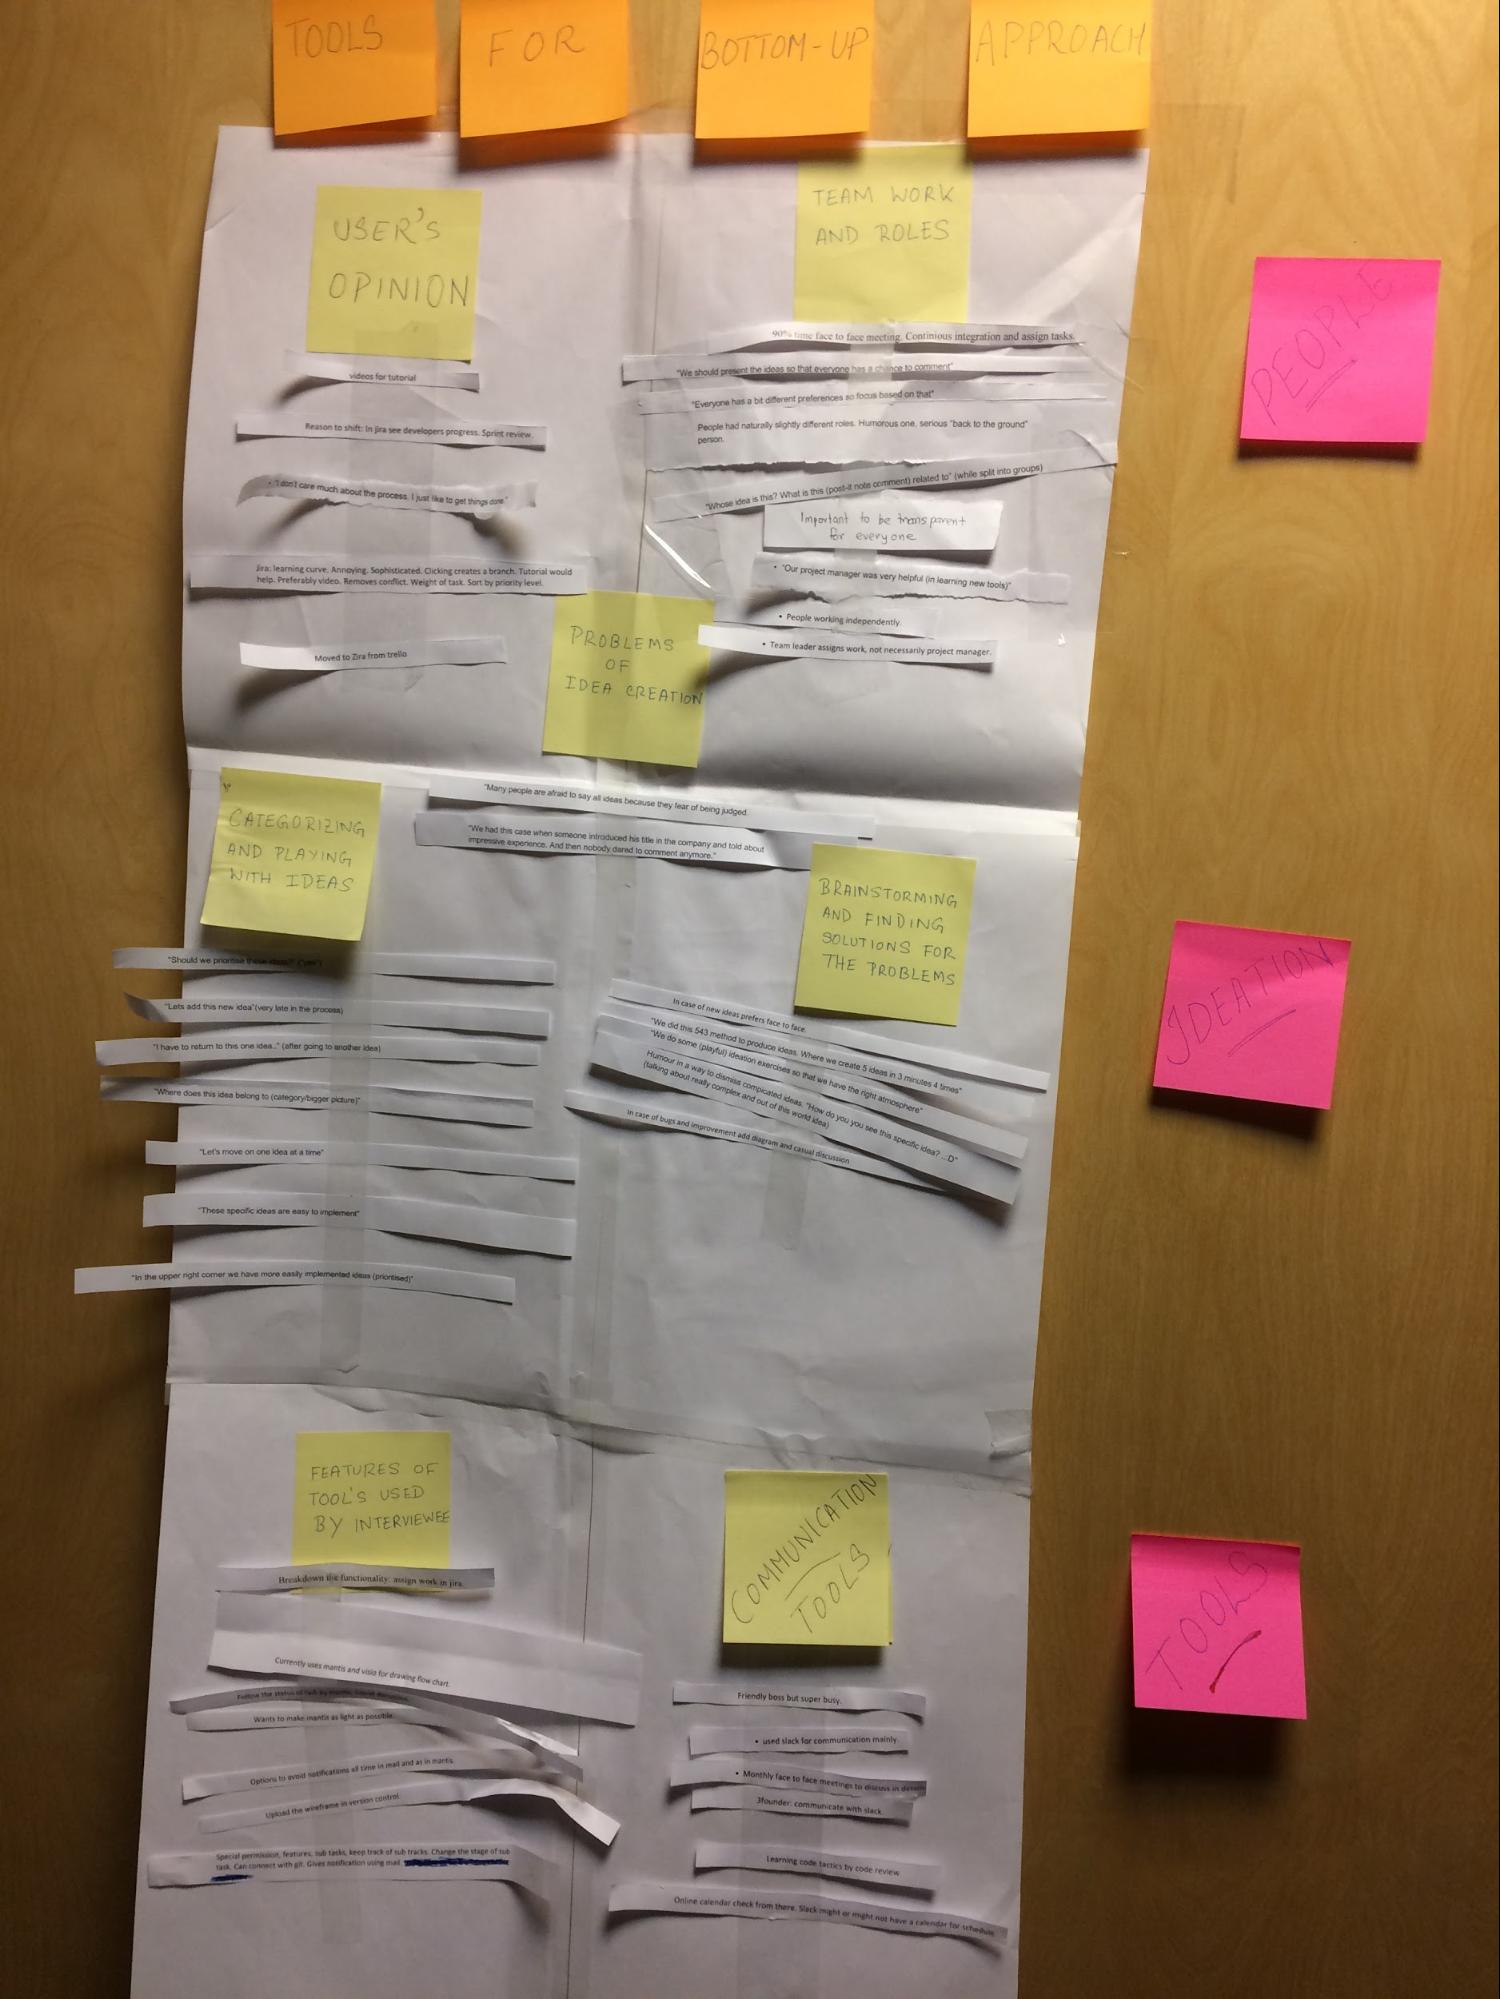 TOOLS FOR BOTTOM-UP APPROACH
USER'S
OPINION
videos for tutorial
Reason to shift: In jira see developers progress. Sprint review.
• "I don't care much about the process. I just like to get things done"
Jira: learning curve. Annoying. Sophisticated. Clicking creates a branch. Tutorial would
help. Preferably video. Removes conflict. Weight of task. Sort by priority level.
Moved to Zira from trello
TEAM WORK
AND ROLES
90% time face to face meeting. Continious integration and assign tasks.
"We should present the ideas so that everyone has a chance to comment"
"Everyone has a bit different preferences so focus based on that"
People had naturally slightly different roles. Humorous one, serious "back to the ground"
person.
"Whose idea is this? What is this (post-it note comment) related to" (while split into groups)
Important to be transparent
for everyone
• "Our project manager was very helpful (in learning new tools)"
• People working independently.
• Team leader assigns work, not necessarily project manager.
PEOPLE
PROBLEMS
OF
IDEA CREATION
"Many people are afraid to say all ideas because they fear of being judged.
"We had this case when someone introduced his title in the company and told about
impressive experience. And then nobody dared to comment anymore."
CATEGORIZING
AND PLAYING
WITH IDEAS
"Should we prioritise these ideas?" ("yes")
"Lets add this new idea"(very late in the process)
"I have to return to this one idea.." (after going to another idea)
"Where does this idea belong to (category/bigger picture)"
"Let's move on one idea at a time"
"These specific ideas are easy to implement"
"In the upper right corner we have more easily implemented ideas (prioritised)"
BRAINSTORMING
AND FINDING
SOLUTIONS FOR
THE PROBLEMS
In case of new ideas prefers face to face.
"We did this 543 method to produce ideas. Where we create 5 ideas in 3 minutes 4 times"
"We do some (playful) ideation exercises so that we have the right atmosphere"
Humour in a way to dismiss complicated ideas. "How do you you see this specific idea? ...:D"
(talking about really complex and out of this world idea)
In case of bugs and improvement add diagram and casual discussion
IDEATION
FEATURES OF
TOOL'S USED
BY INTERVIEWEE
Breakdown the functionality: assign work in jira.
Currently uses mantis and visio for drawing flow chart.
Follow the status of task by
Wants to make mantis as light as possible.
Options to avoid notifications all time in mail and as in mantis
Upload the wireframe in version control.
Special permission, features, sub tasks, keep track of sub tracks. Change the stage of sub
task. Can connect with git. Gives notification using mail.
COMMUNICATION
TOOLS
Friendly boss but super busy.
• used slack for communication mainly
• Monthly face to face meetings to discuss in details
3founder: communicate with slack.
Learning code tactics by code review
Online calendar check from there. Slack might or might not have a calendar for schedule.
TOOLS